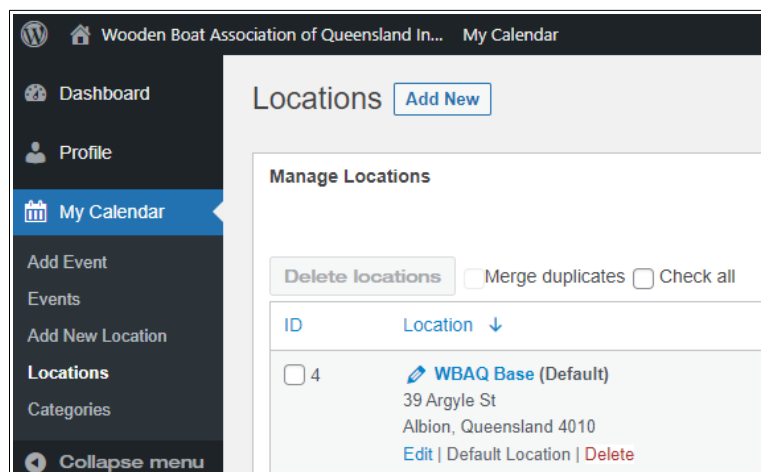 Wooden Boat Association of Queensland In... My Calendar
Dashboard
Profile
My Calendar
Add Event
Events
Add New Location
Locations
Categories
Collapse menu
Locations Add New
Manage Locations
Delete locations Merge duplicates Check all
ID Location ↓
4 WBAQ Base (Default)
39 Argyle St
Albion, Queensland 4010
Edit | Default Location | Delete